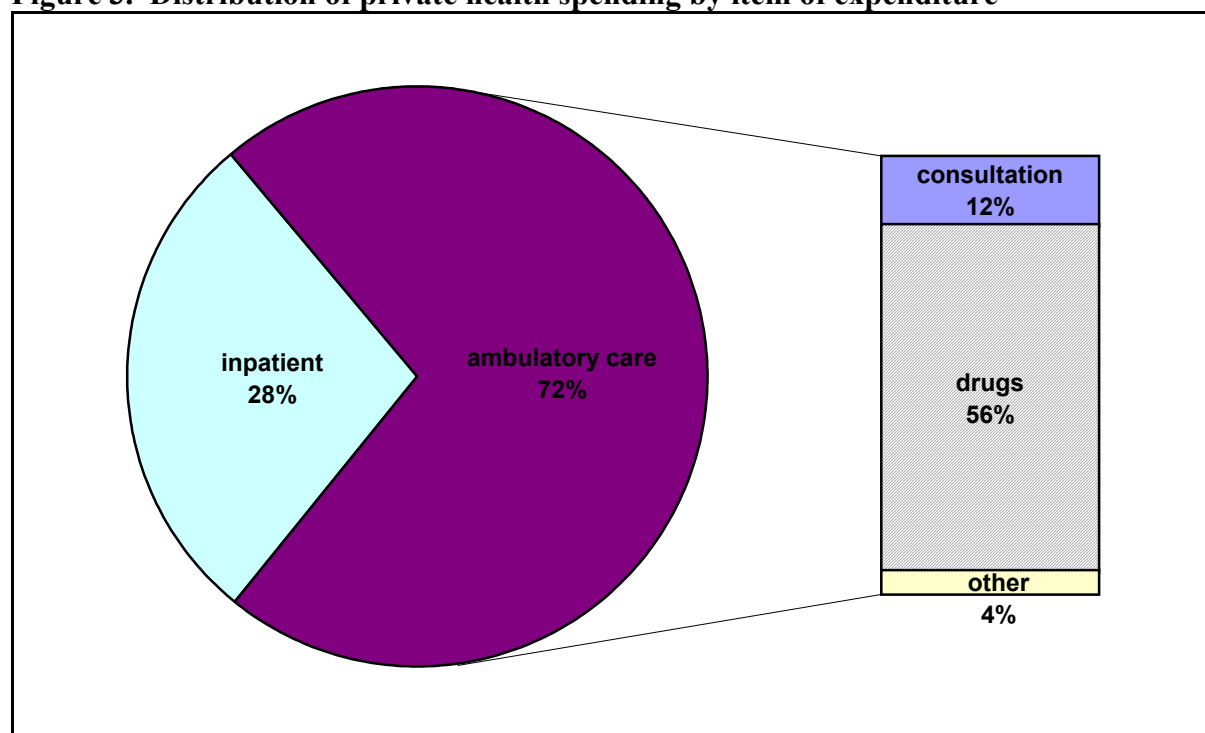 Figure 3: Distribution of private health spending by item of expenditure
consultation
12%
inpatient
28%
ambulatory care
72%
drugs
56%
other
4%